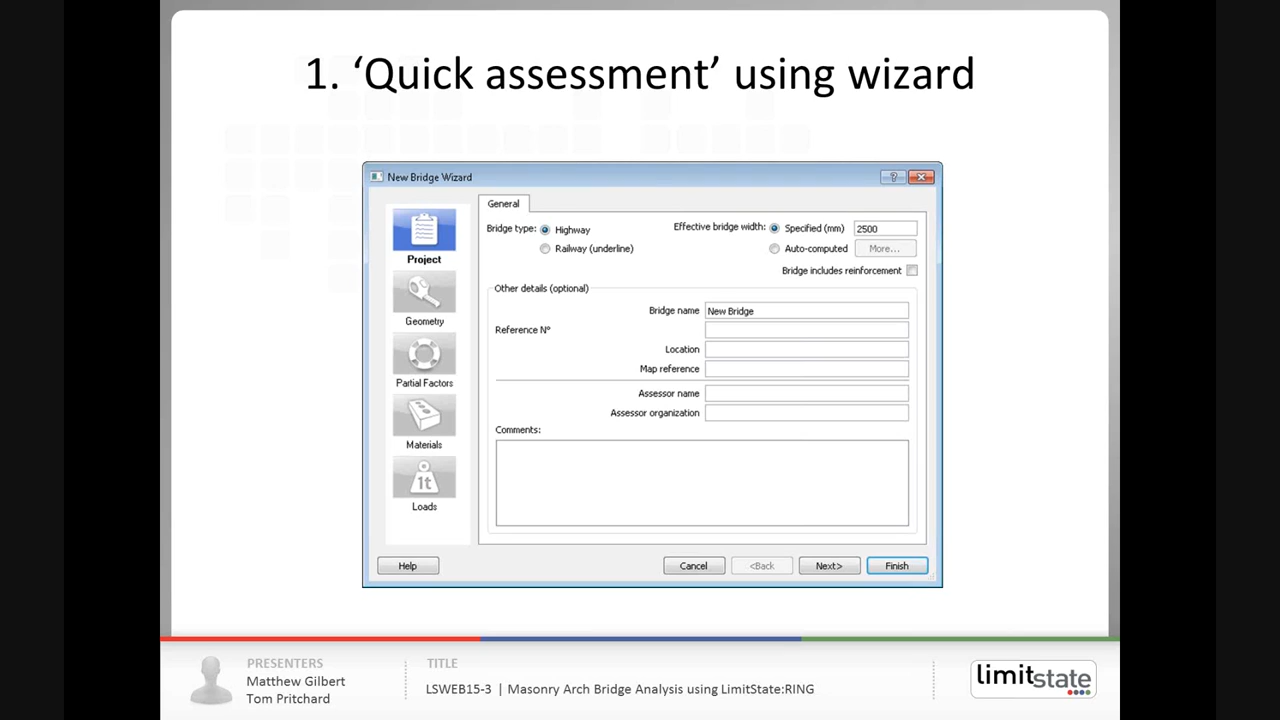 1. ‘Quick assessment’ using wizard
New Bridge Wizard
?
General
Project
Geometry
Partial Factors
Materials
1t
Loads
Bridge type: Highway
Railway (underline)
Effective bridge width: Specified (mm) 2500
Auto-computed More...
Bridge includes reinforcement
Other details (optional)
Bridge name New Bridge
Reference N°
Location
Map reference
Assessor name
Assessor organization
Comments:
Help Cancel <Back Next> Finish
PRESENTERS
Matthew Gilbert
Tom Pritchard
TITLE
LSWEB15-3 | Masonry Arch Bridge Analysis using LimitState:RING
limitstate